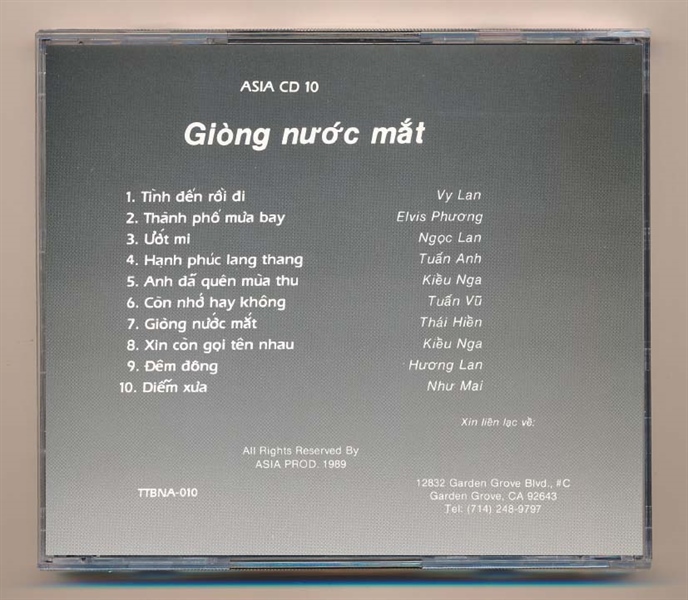 ASIA CD 10
Giòng nước mắt
1. Tình đến rồi đi Vy Lan
2. Thành phố mưa bay Elvis Phương
3. Ướt mi Ngọc Lan
4. Hạnh phúc lang thang Tuấn Anh
5. Anh đã quên mùa thu Kiều Nga
6. Còn nhớ hay không Tuấn Vũ
7. Giòng nước mắt Thái Hiền
8. Xin còn gọi tên nhau Kiều Nga
9. Đêm đông Hương Lan
10. Diễm xưa Như Mai
Xin liên lạc về:
All Rights Reserved By
ASIA PROD. 1989
TTBNA-010
12832 Garden Grove Blvd., #C
Garden Grove, CA 92643
Tel: (714) 248-9797